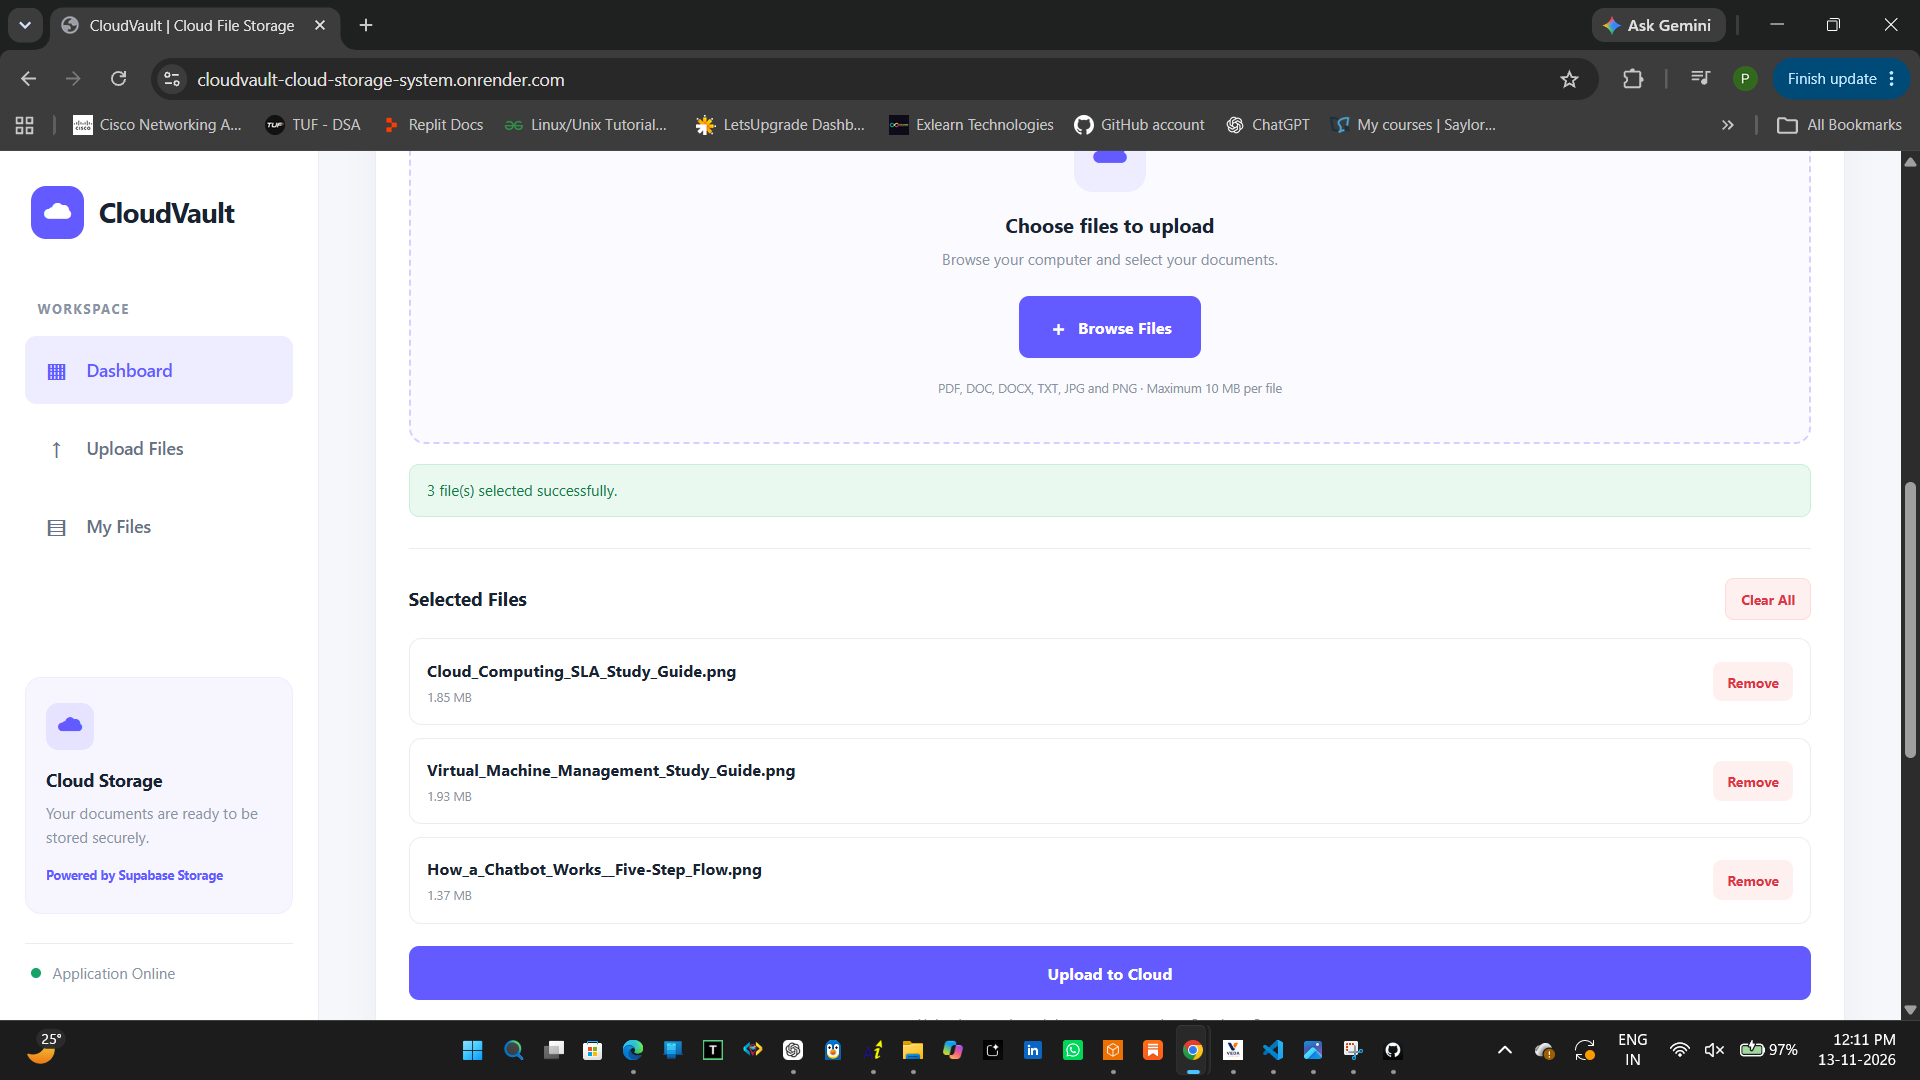 CloudVault | Cloud File Storage
Ask Gemini
cloudvault-cloud-storage-system.onrender.com
P
Finish update
Cisco Networking A...
TUF - DSA
Replit Docs
Linux/Unix Tutorial...
LetsUpgrade Dashb...
Exlearn Technologies
GitHub account
ChatGPT
My courses | Saylor...
All Bookmarks
CloudVault
WORKSPACE
Dashboard
Upload Files
My Files
Cloud Storage
Your documents are ready to be
stored securely.
Powered by Supabase Storage
Application Online
Choose files to upload
Browse your computer and select your documents.
+ Browse Files
PDF, DOC, DOCX, TXT, JPG and PNG · Maximum 10 MB per file
3 file(s) selected successfully.
Selected Files
Clear All
Cloud_Computing_SLA_Study_Guide.png
1.85 MB
Remove
Virtual_Machine_Management_Study_Guide.png
1.93 MB
Remove
How_a_Chatbot_Works__Five-Step_Flow.png
1.37 MB
Remove
Upload to Cloud
25°
ENG
IN
97%
12:11 PM
13-11-2026